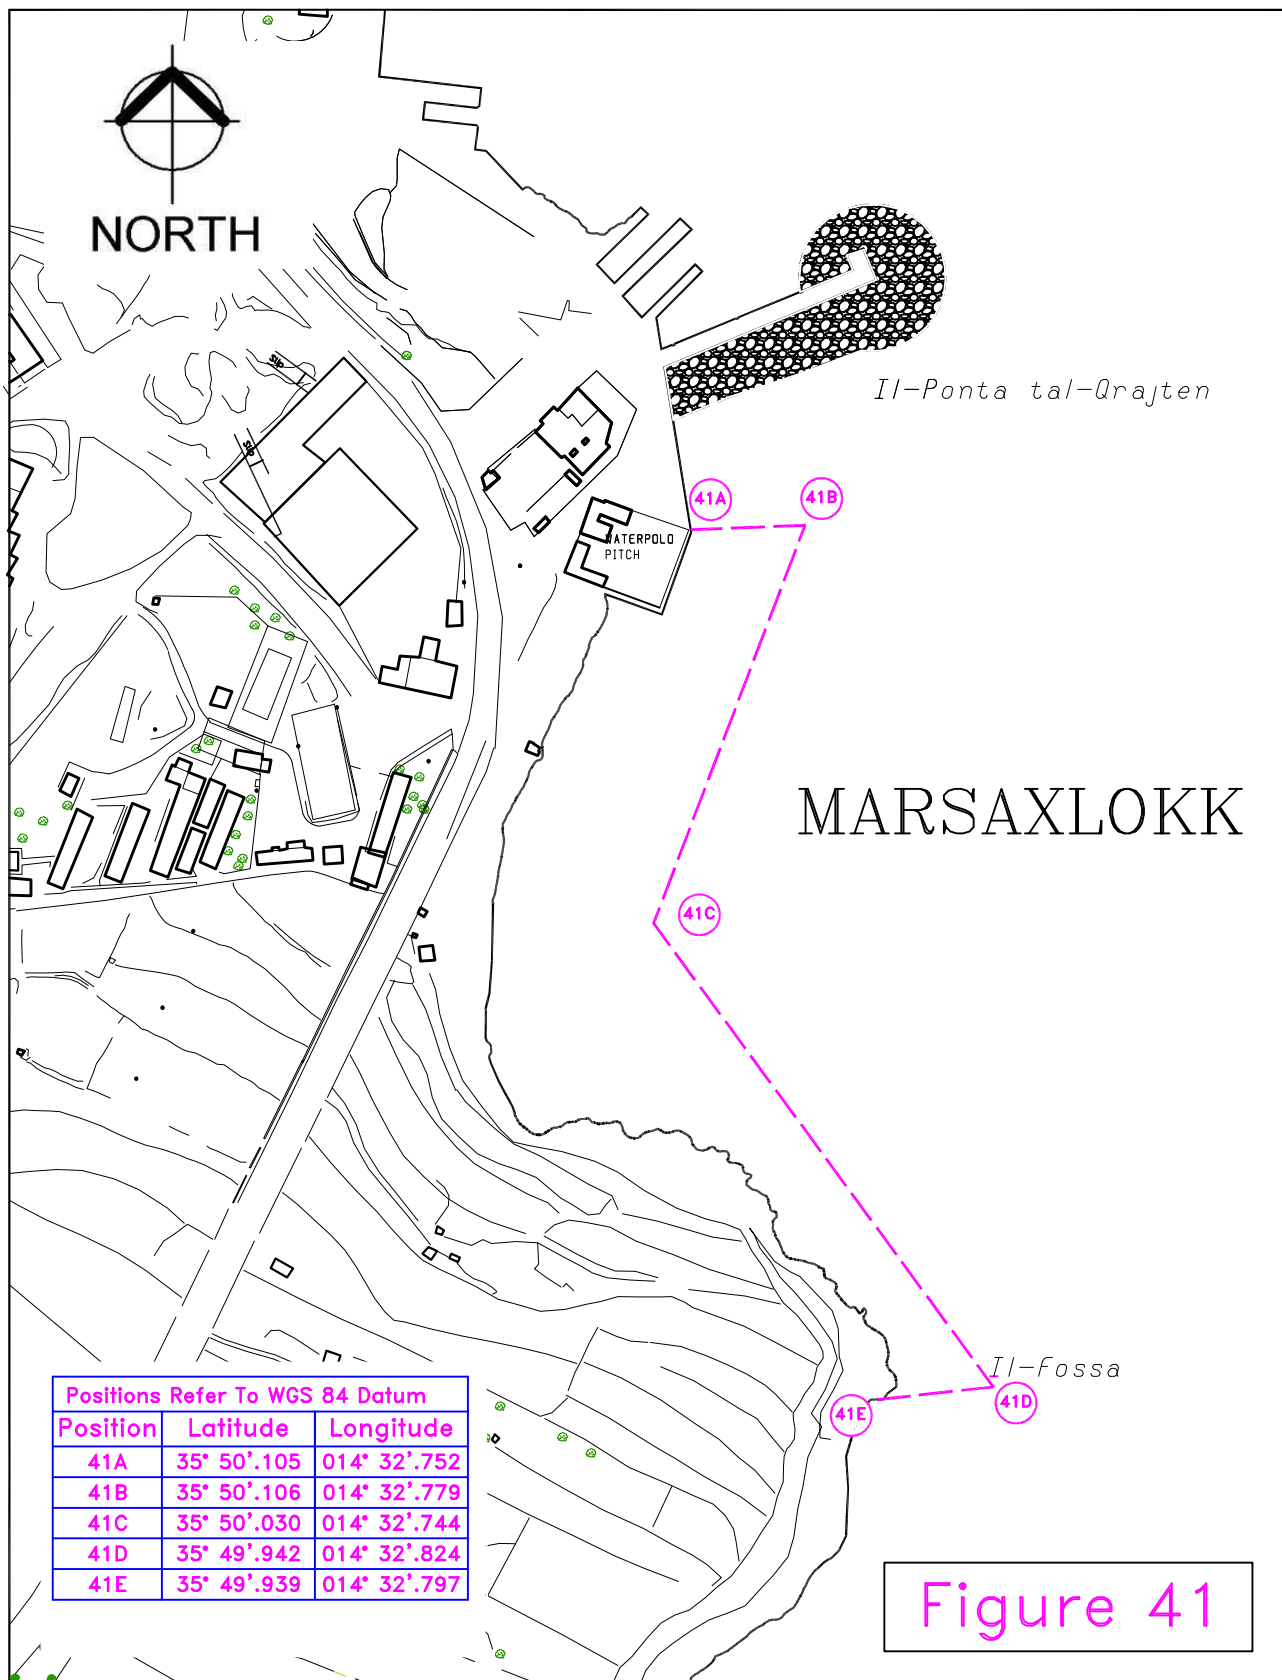 NORTH
Slip
Slip
Il-Ponta tal-Qrajten
41A
41B
WATERPOLO
PITCH
MARSAXLOKK
41C
Il-Fossa
41D
41E
Positions Refer To WGS 84 Datum
Position Latitude Longitude
41A 35° 50'.105 014° 32'.752
41B 35° 50'.106 014° 32'.779
41C 35° 50'.030 014° 32'.744
41D 35° 49'.942 014° 32'.824
41E 35° 49'.939 014° 32'.797
Figure 41